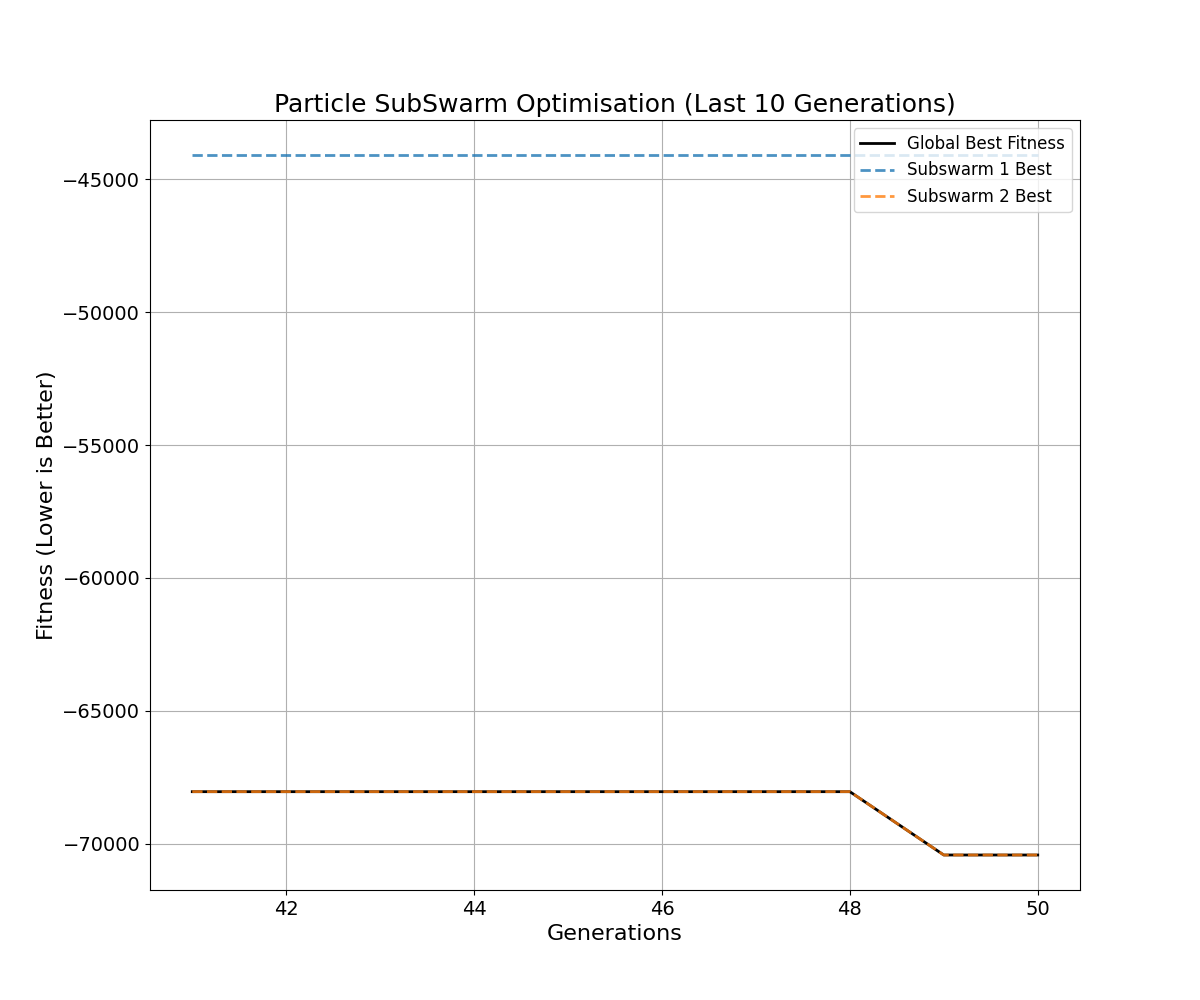 Particle SubSwarm Optimisation (Last 10 Generations)
Global Best Fitness
Subswarm 1 Best
Subswarm 2 Best
Fitness (Lower is Better)
−45000
−50000
−55000
−60000
−65000
−70000
42
44
46
48
50
Generations